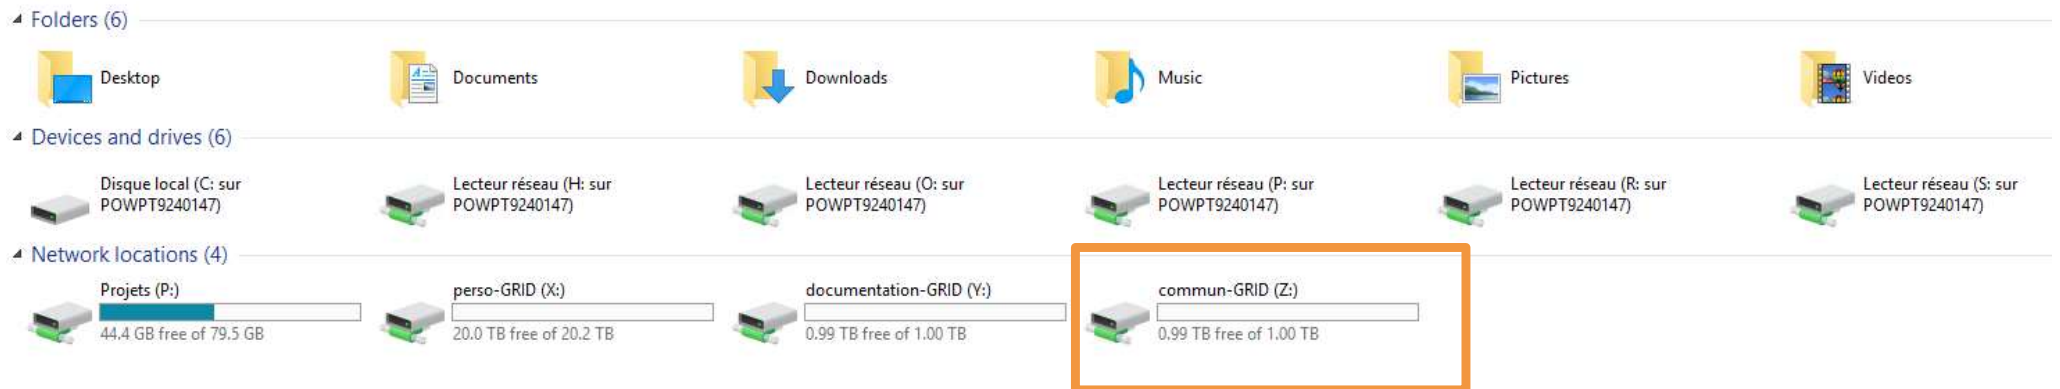 Folders (6)
Desktop
Documents
Downloads
Music
Pictures
Videos
Devices and drives (6)
Disque local (C: sur
POWPT9240147)
Lecteur réseau (H: sur
POWPT9240147)
Lecteur réseau (O: sur
POWPT9240147)
Lecteur réseau (P: sur
POWPT9240147)
Lecteur réseau (R: sur
POWPT9240147)
Lecteur réseau (S: sur
POWPT9240147)
Network locations (4)
Projets (P:)
44.4 GB free of 79.5 GB
perso-GRID (X:)
20.0 TB free of 20.2 TB
documentation-GRID (Y:)
0.99 TB free of 1.00 TB
commun-GRID (Z:)
0.99 TB free of 1.00 TB